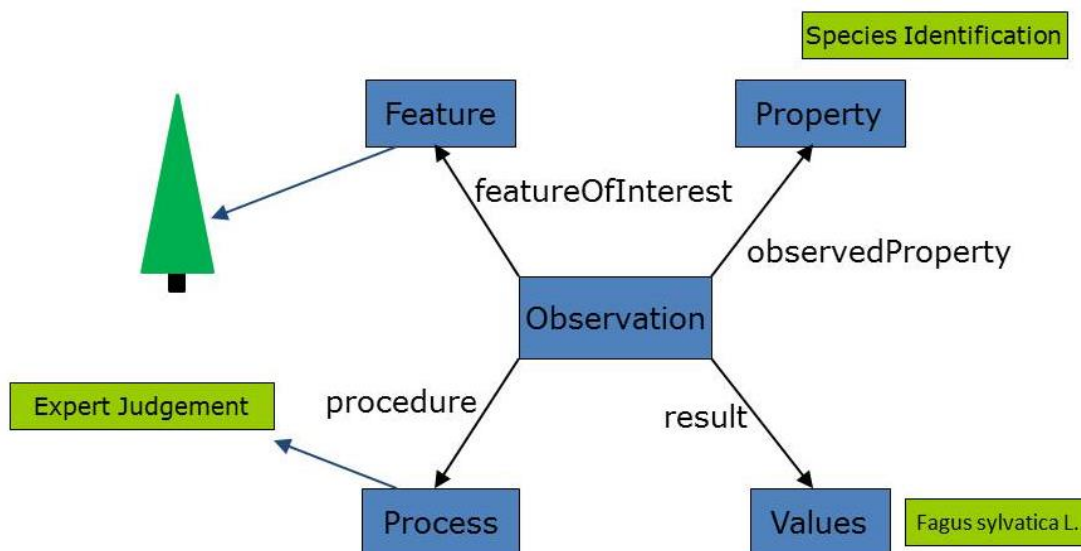 Species Identification
Feature
Property
featureOfInterest
observedProperty
Observation
Expert Judgement
procedure
result
Process
Values
Fagus sylvatica L.